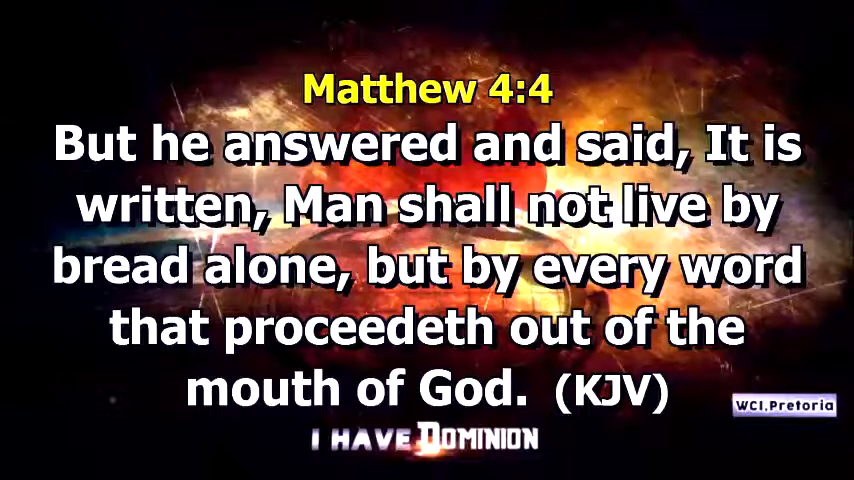 Matthew 4:4
But he answered and said, It is
written, Man shall not live by
bread alone, but by every word
that proceedeth out of the
mouth of God. (KJV)
WCI,Pretoria
I HAVE DOMINION